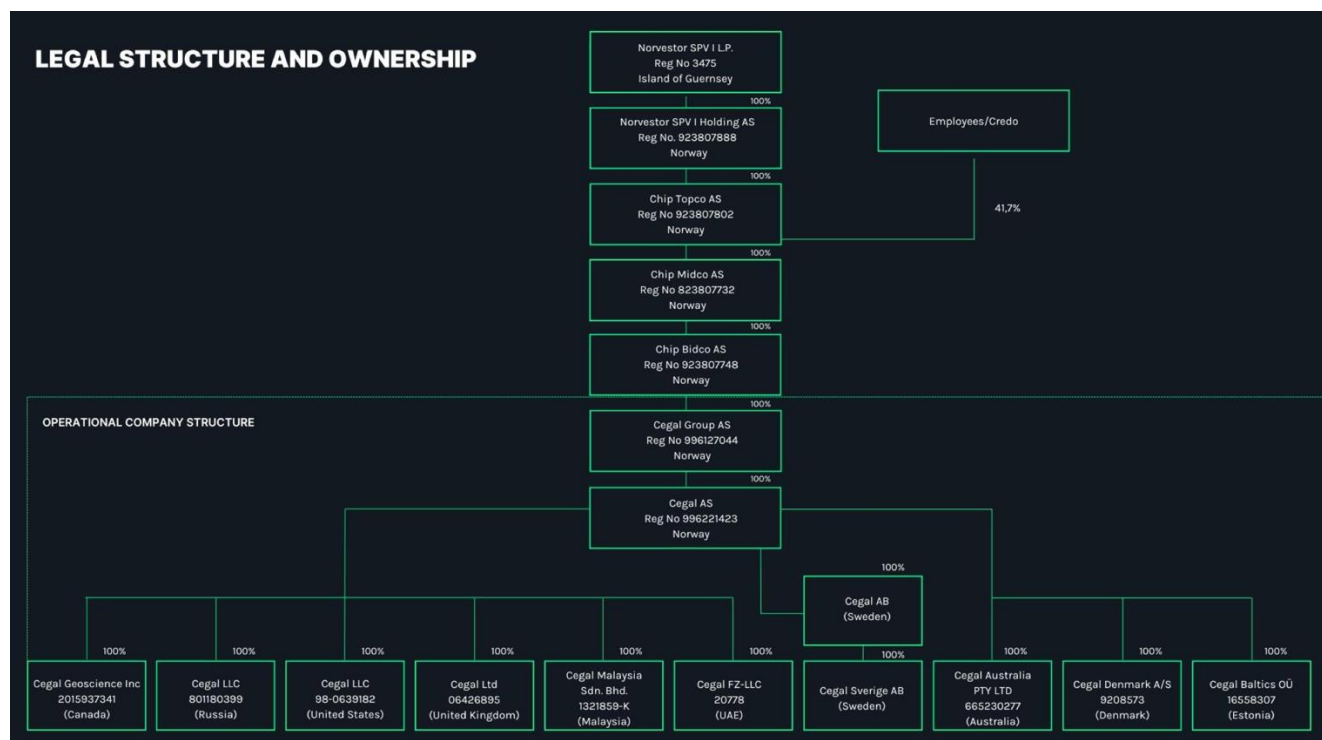 LEGAL STRUCTURE AND OWNERSHIP
Norvestor SPV I L.P.
Reg No 3475
Island of Guernsey
100%
Norvestor SPV I Holding AS
Reg No. 923807888
Norway
Employees/Credo
100%
Chip Topco AS
Reg No 923807802
Norway
41,7%
100%
Chip Midco AS
Reg No 823807732
Norway
100%
Chip Bidco AS
Reg No 923807748
Norway
OPERATIONAL COMPANY STRUCTURE
100%
Cegal Group AS
Reg No 996127044
Norway
100%
Cegal AS
Reg No 996221423
Norway
100%
Cegal AB
(Sweden)
100%
Cegal Geoscience Inc
2015937341
(Canada)
100%
Cegal LLC
801180399
(Russia)
100%
Cegal LLC
98-0639182
(United States)
100%
Cegal Ltd
06426895
(United Kingdom)
100%
Cegal Malaysia
Sdn. Bhd.
1321859-K
(Malaysia)
100%
Cegal FZ-LLC
20778
(UAE)
100%
Cegal Sverige AB
(Sweden)
100%
Cegal Australia
PTY LTD
665230277
(Australia)
100%
Cegal Denmark A/S
9208573
(Denmark)
100%
Cegal Baltics OÜ
16558307
(Estonia)